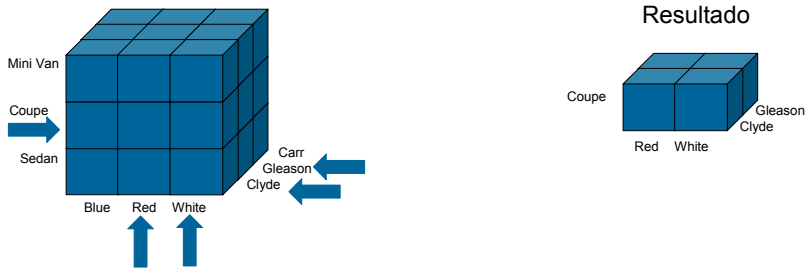 Resultado
Mini Van
Coupe
Sedan
Carr
Gleason
Clyde
Blue Red White
Coupe
Gleason
Clyde
Red White